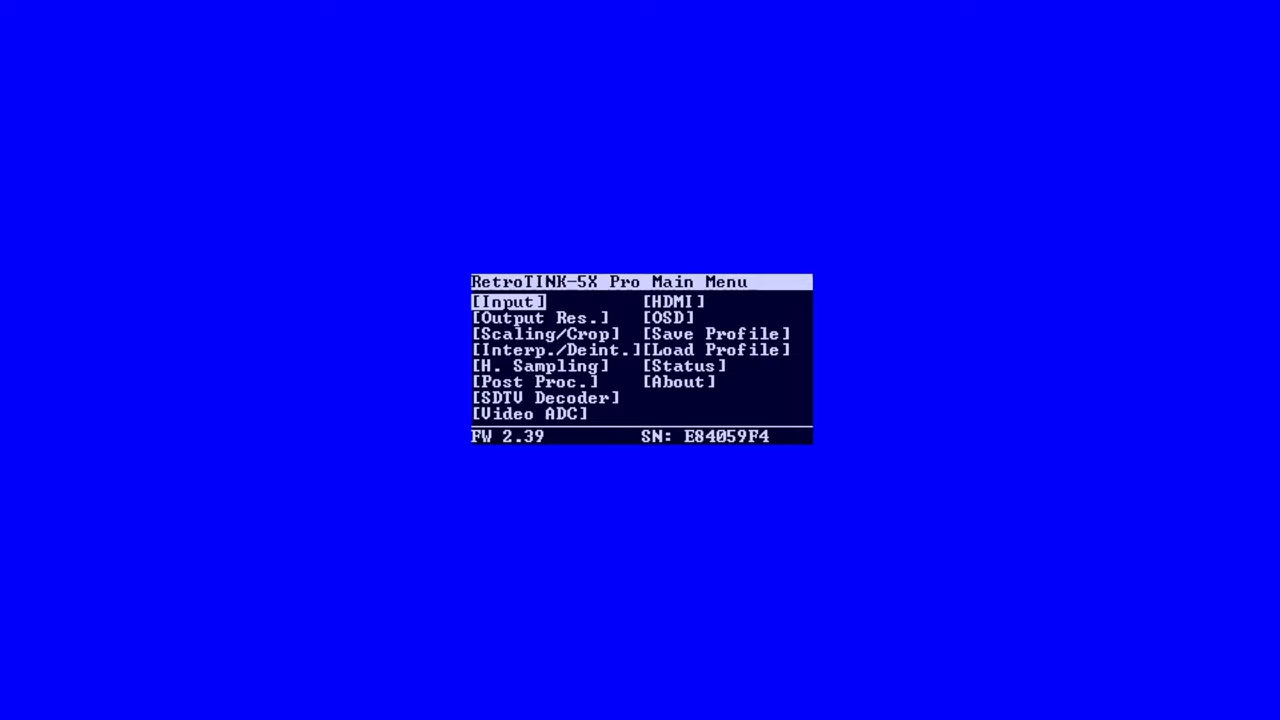 RetroTINK-5X Pro Main Menu
[Input] [HDMI]
[Output Res.] [OSD]
[Scaling/Crop] [Save Profile]
[Interp./Deint.] [Load Profile]
[H. Sampling] [Status]
[Post Proc.] [About]
[SDTV Decoder]
[Video ADC]
FW 2.39 SN: E84059F4